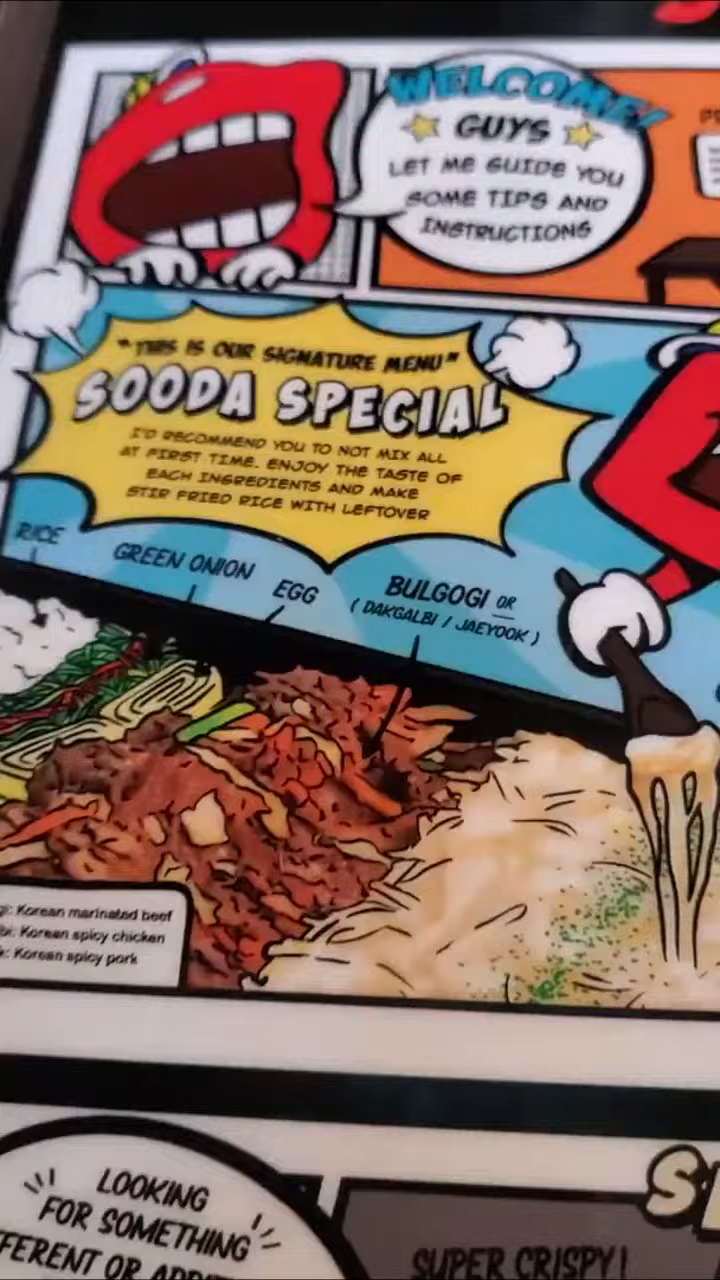 WELCOME!
GUYS
LET ME GUIDE YOU
SOME TIPS AND
INSTRUCTIONS
"THIS IS OUR SIGNATURE MENU"
SOODA SPECIAL
I'D RECOMMEND YOU TO NOT MIX ALL
AT FIRST TIME. ENJOY THE TASTE OF
EACH INGREDIENTS AND MAKE
STIR FRIED RICE WITH LEFTOVER
RICE
GREEN ONION
EGG
BULGOGI OR
( DAKGALBI / JAEYOOK )
: Korean marinated beef
: Korean spicy chicken
: Korean spicy pork
LOOKING
FOR SOMETHING
OR
SUPER CRISPY!